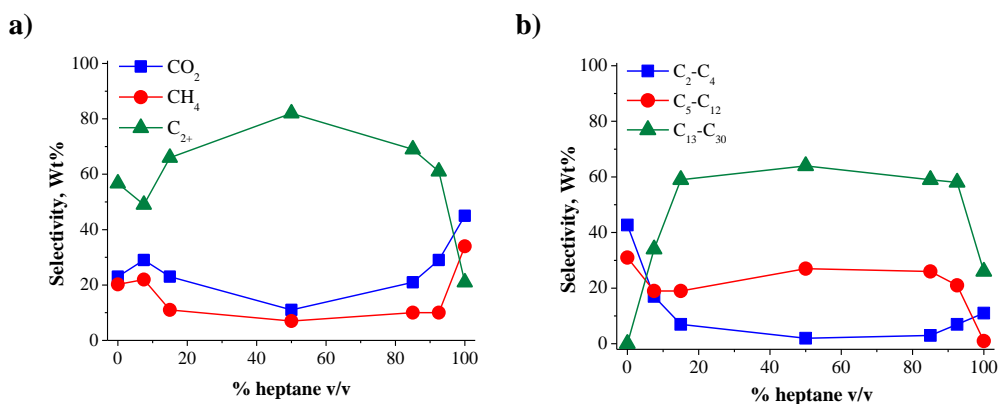 a)
100
80
60
40
20
0
Selectivity, Wt%
CO₂
CH₄
C₂₊
0 20 40 60 80 100
% heptane v/v
b)
100
80
60
40
20
0
Selectivity, Wt%
C₂-C₄
C₅-C₁₂
C₁₃-C₃₀
0 20 40 60 80 100
% heptane v/v